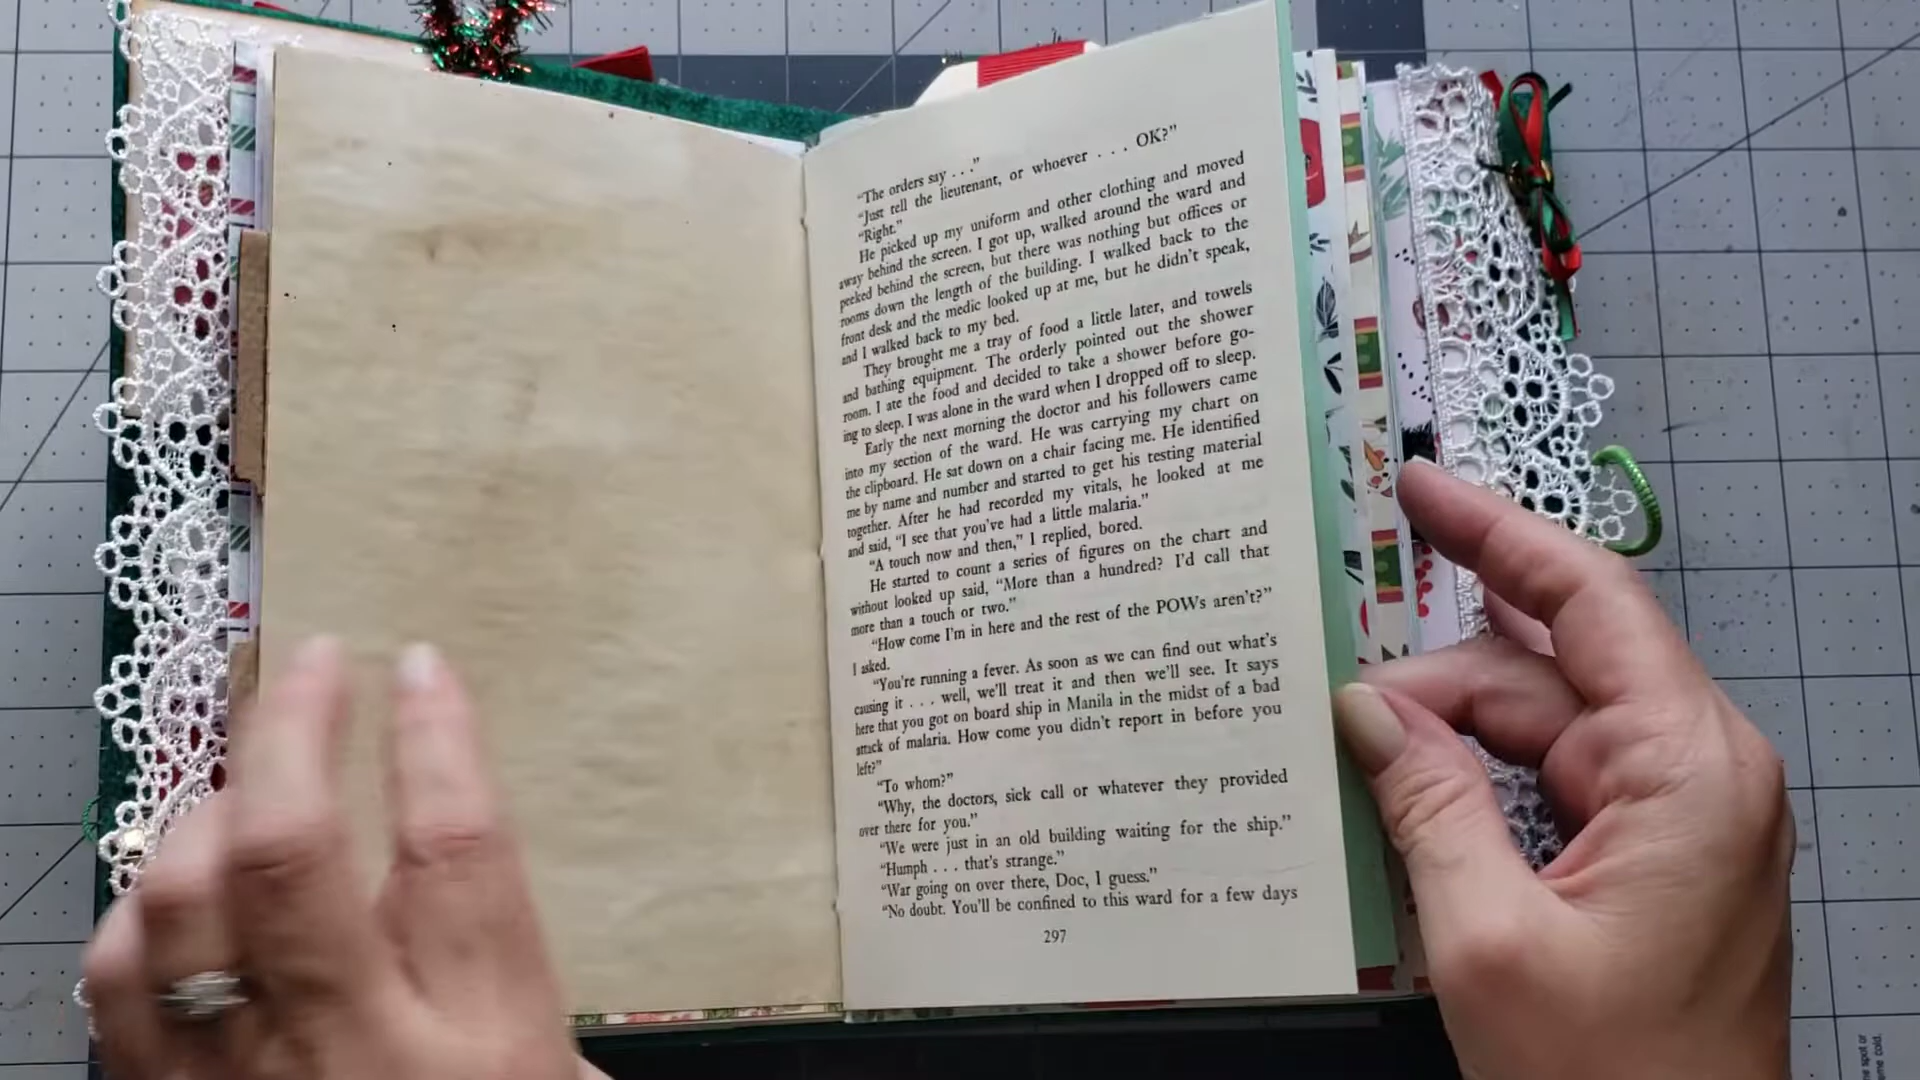 “The orders say . . .”
“Just tell the lieutenant, or whoever . . . OK?”
“Right.”
He picked up my uniform and other clothing and moved
away behind the screen. I got up, walked around the ward and
peeked behind the screen, but there was nothing but offices or
rooms down the length of the building. I walked back to the
front desk and the medic looked up at me, but he didn’t speak,
and I walked back to my bed.
They brought me a tray of food a little later, and towels
and bathing equipment. The orderly pointed out the shower
room. I ate the food and decided to take a shower before go-
ing to sleep. I was alone in the ward when I dropped off to sleep.
Early the next morning the doctor and his followers came
into my section of the ward. He was carrying my chart on
the clipboard. He sat down on a chair facing me. He identified
me by name and number and started to get his testing material
together. After he had recorded my vitals, he looked at me
and said, “I see that you’ve had a little malaria.”
“A touch now and then,” I replied, bored.
He started to count a series of figures on the chart and
without looked up said, “More than a hundred? I’d call that
more than a touch or two.”
“How come I’m in here and the rest of the POWs aren’t?”
I asked.
“You’re running a fever. As soon as we can find out what’s
causing it . . . well, we’ll treat it and then we’ll see. It says
here that you got on board ship in Manila in the midst of a bad
attack of malaria. How come you didn’t report in before you
left?”
“To whom?”
“Why, the doctors, sick call or whatever they provided
over there for you.”
“We were just in an old building waiting for the ship.”
“Humph . . . that’s strange.”
“War going on over there, Doc, I guess.”
“No doubt. You’ll be confined to this ward for a few days
297